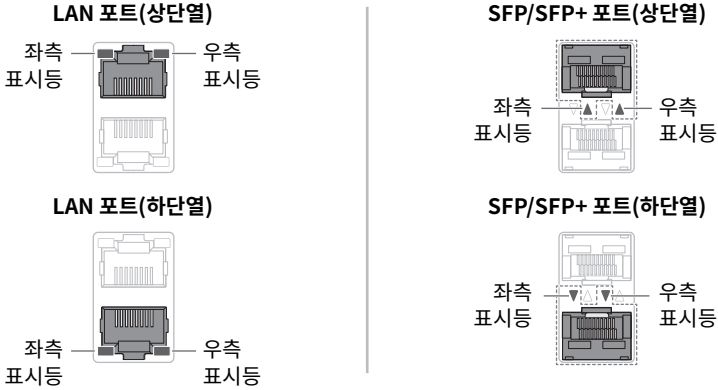 LAN 포트(상단열)
좌측
표시등
우측
표시등
SFP/SFP+ 포트(상단열)
좌측
표시등
우측
표시등
LAN 포트(하단열)
좌측
표시등
우측
표시등
SFP/SFP+ 포트(하단열)
좌측
표시등
우측
표시등